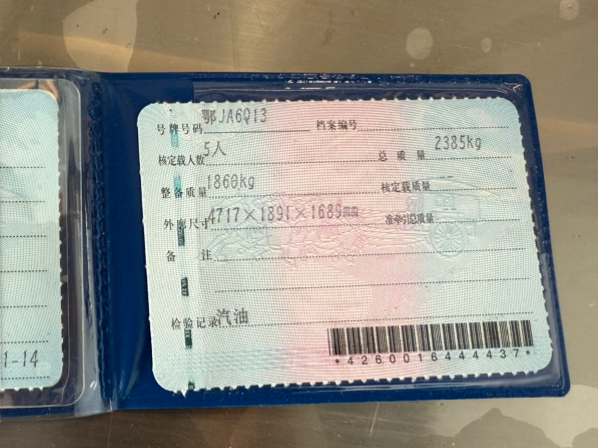 号牌号码 鄂JA6Q13 档案编号
核定载人数 5人 总质量 2385kg
整备质量 1860kg 核定载质量 --
外廓尺寸 4717×1891×1689mm 准牵引总质量
备注
检验记录 汽油
*4260016444437*
1-14